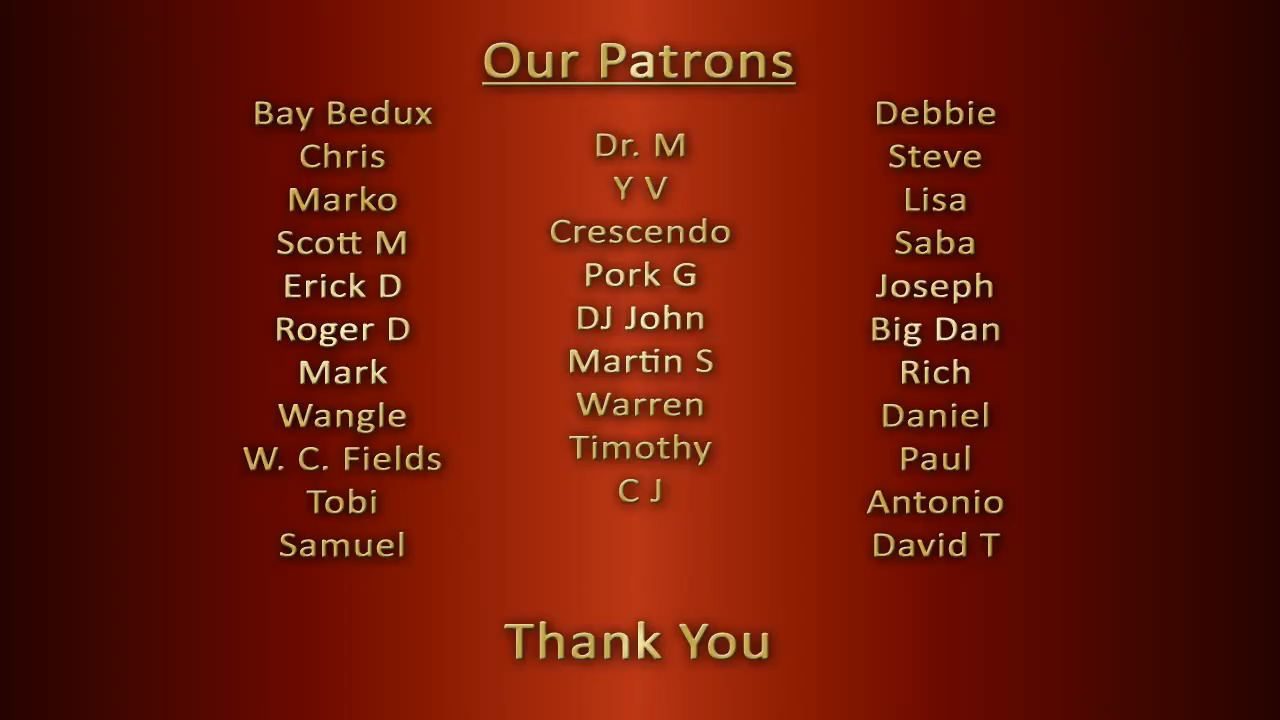 Our Patrons
Bay Bedux
Chris
Marko
Scott M
Erick D
Roger D
Mark
Wangle
W. C. Fields
Tobi
Samuel
Dr. M
Y V
Crescendo
Pork G
DJ John
Martin S
Warren
Timothy
C J
Debbie
Steve
Lisa
Saba
Joseph
Big Dan
Rich
Daniel
Paul
Antonio
David T
Thank You